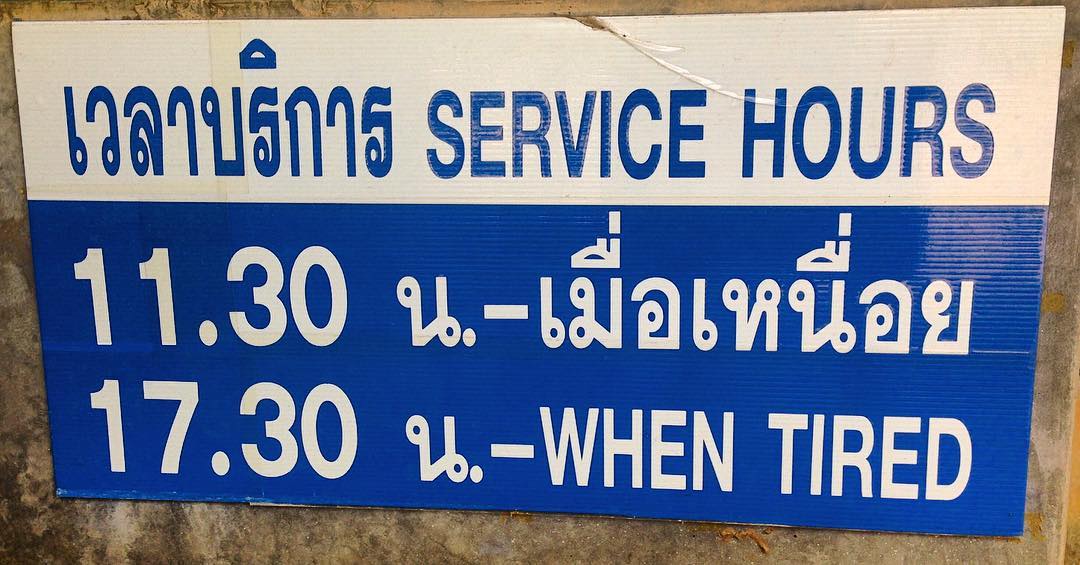 เวลาบริการ SERVICE HOURS
11.30 น.-เมื่อเหนื่อย
17.30 น.-WHEN TIRED